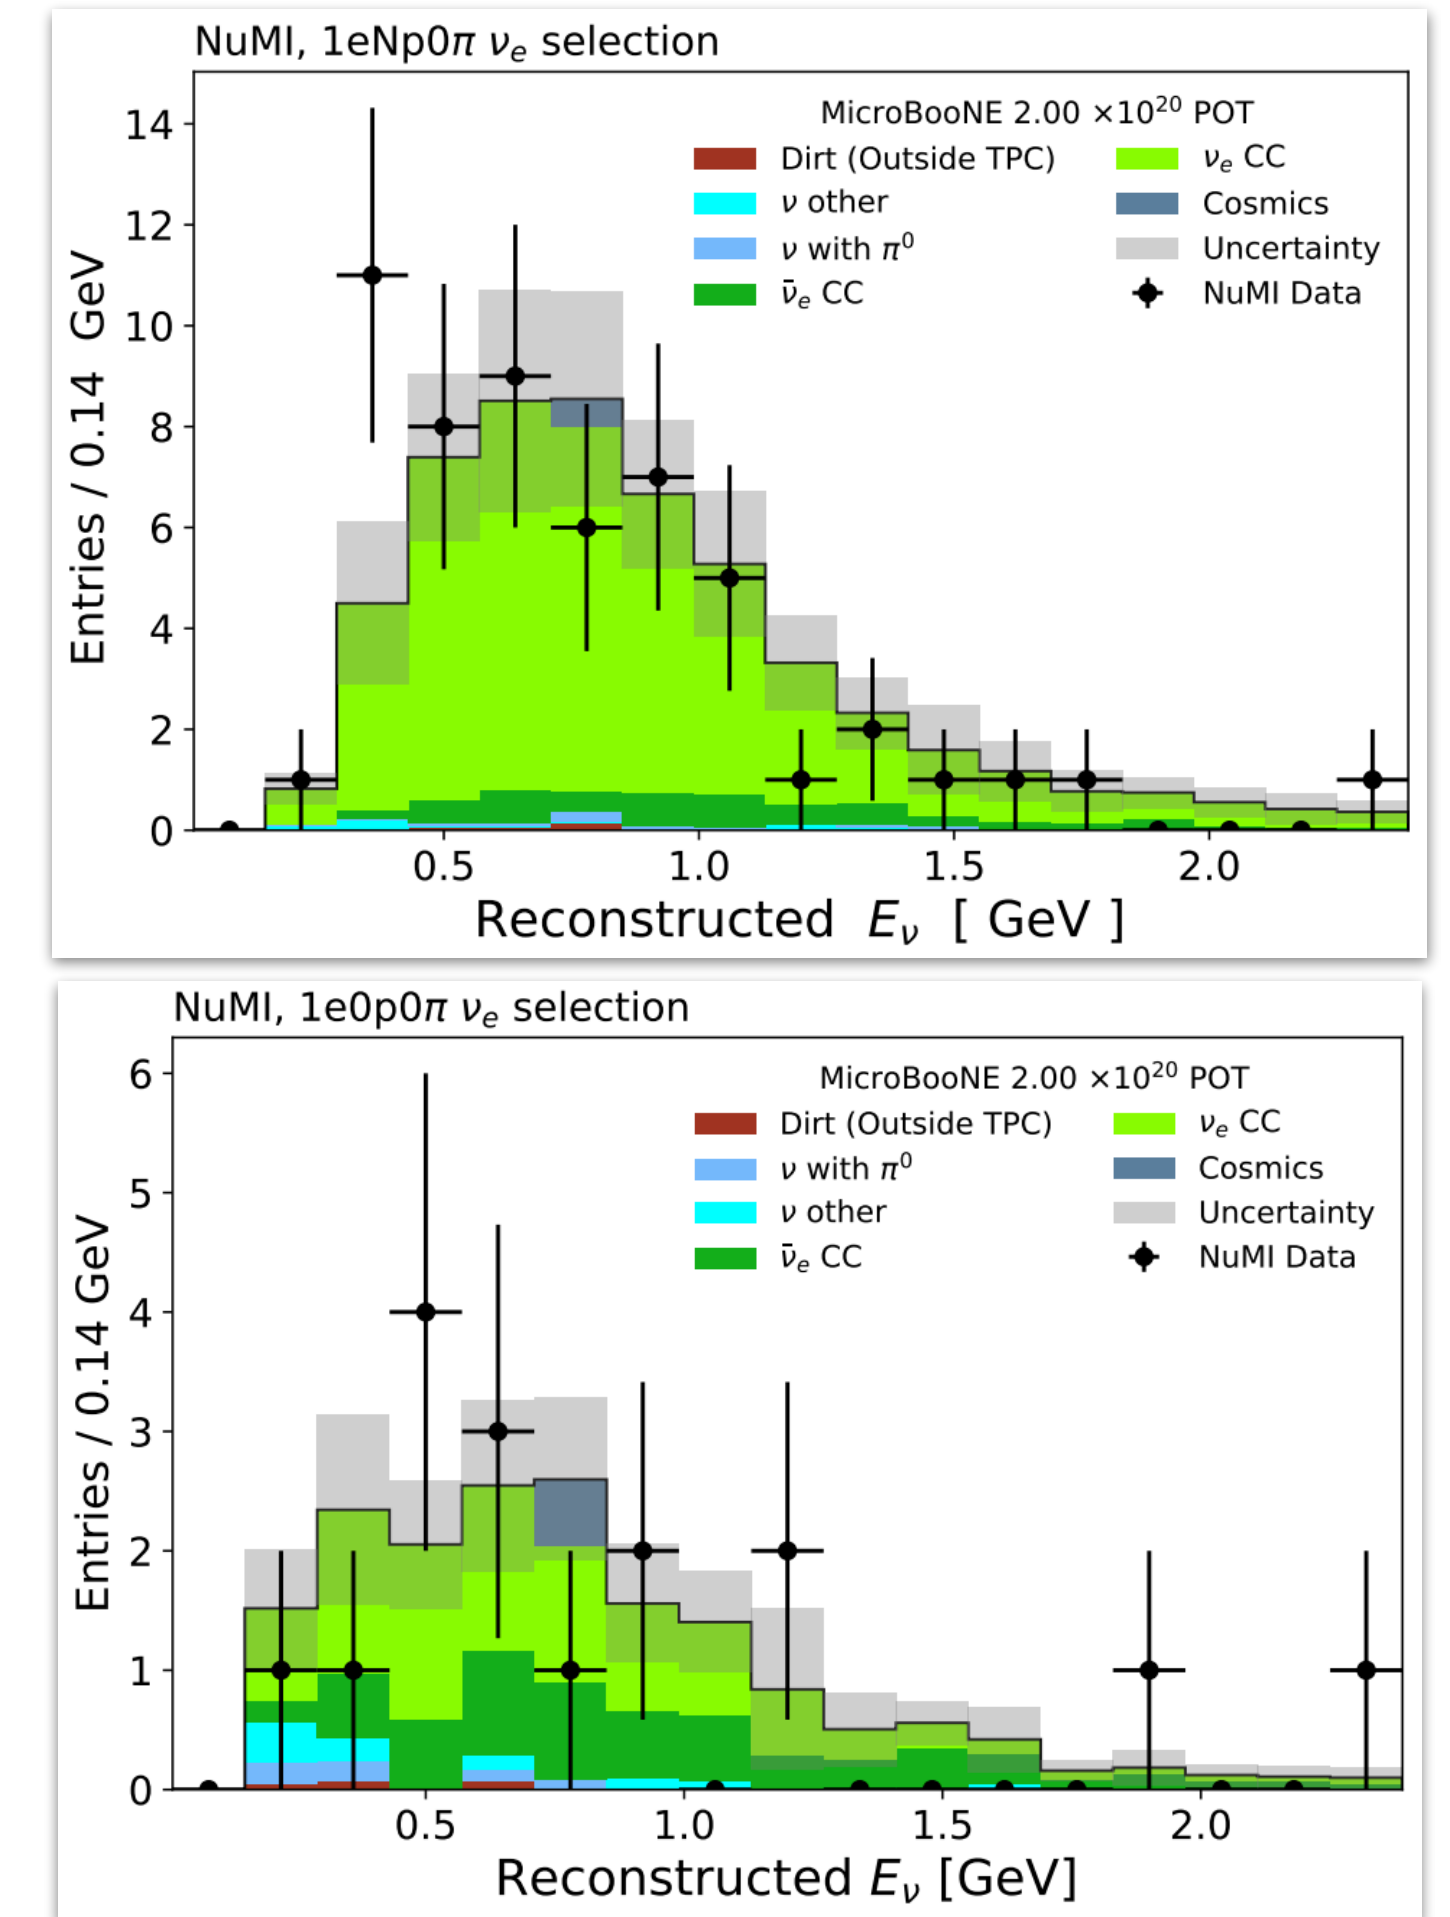 NuMI, 1eNp0π νₑ selection
MicroBooNE 2.00 ×10²⁰ POT
Dirt (Outside TPC)
ν other
ν with π⁰
ν̄ₑ CC
νₑ CC
Cosmics
Uncertainty
NuMI Data
Entries / 0.14 GeV
14
12
10
8
6
4
2
0
0.5 1.0 1.5 2.0
Reconstructed Eᵥ [ GeV ]
NuMI, 1e0p0π νₑ selection
MicroBooNE 2.00 ×10²⁰ POT
Dirt (Outside TPC)
ν with π⁰
ν other
ν̄ₑ CC
νₑ CC
Cosmics
Uncertainty
NuMI Data
Entries / 0.14 GeV
6
5
4
3
2
1
0
0.5 1.0 1.5 2.0
Reconstructed Eᵥ [GeV]